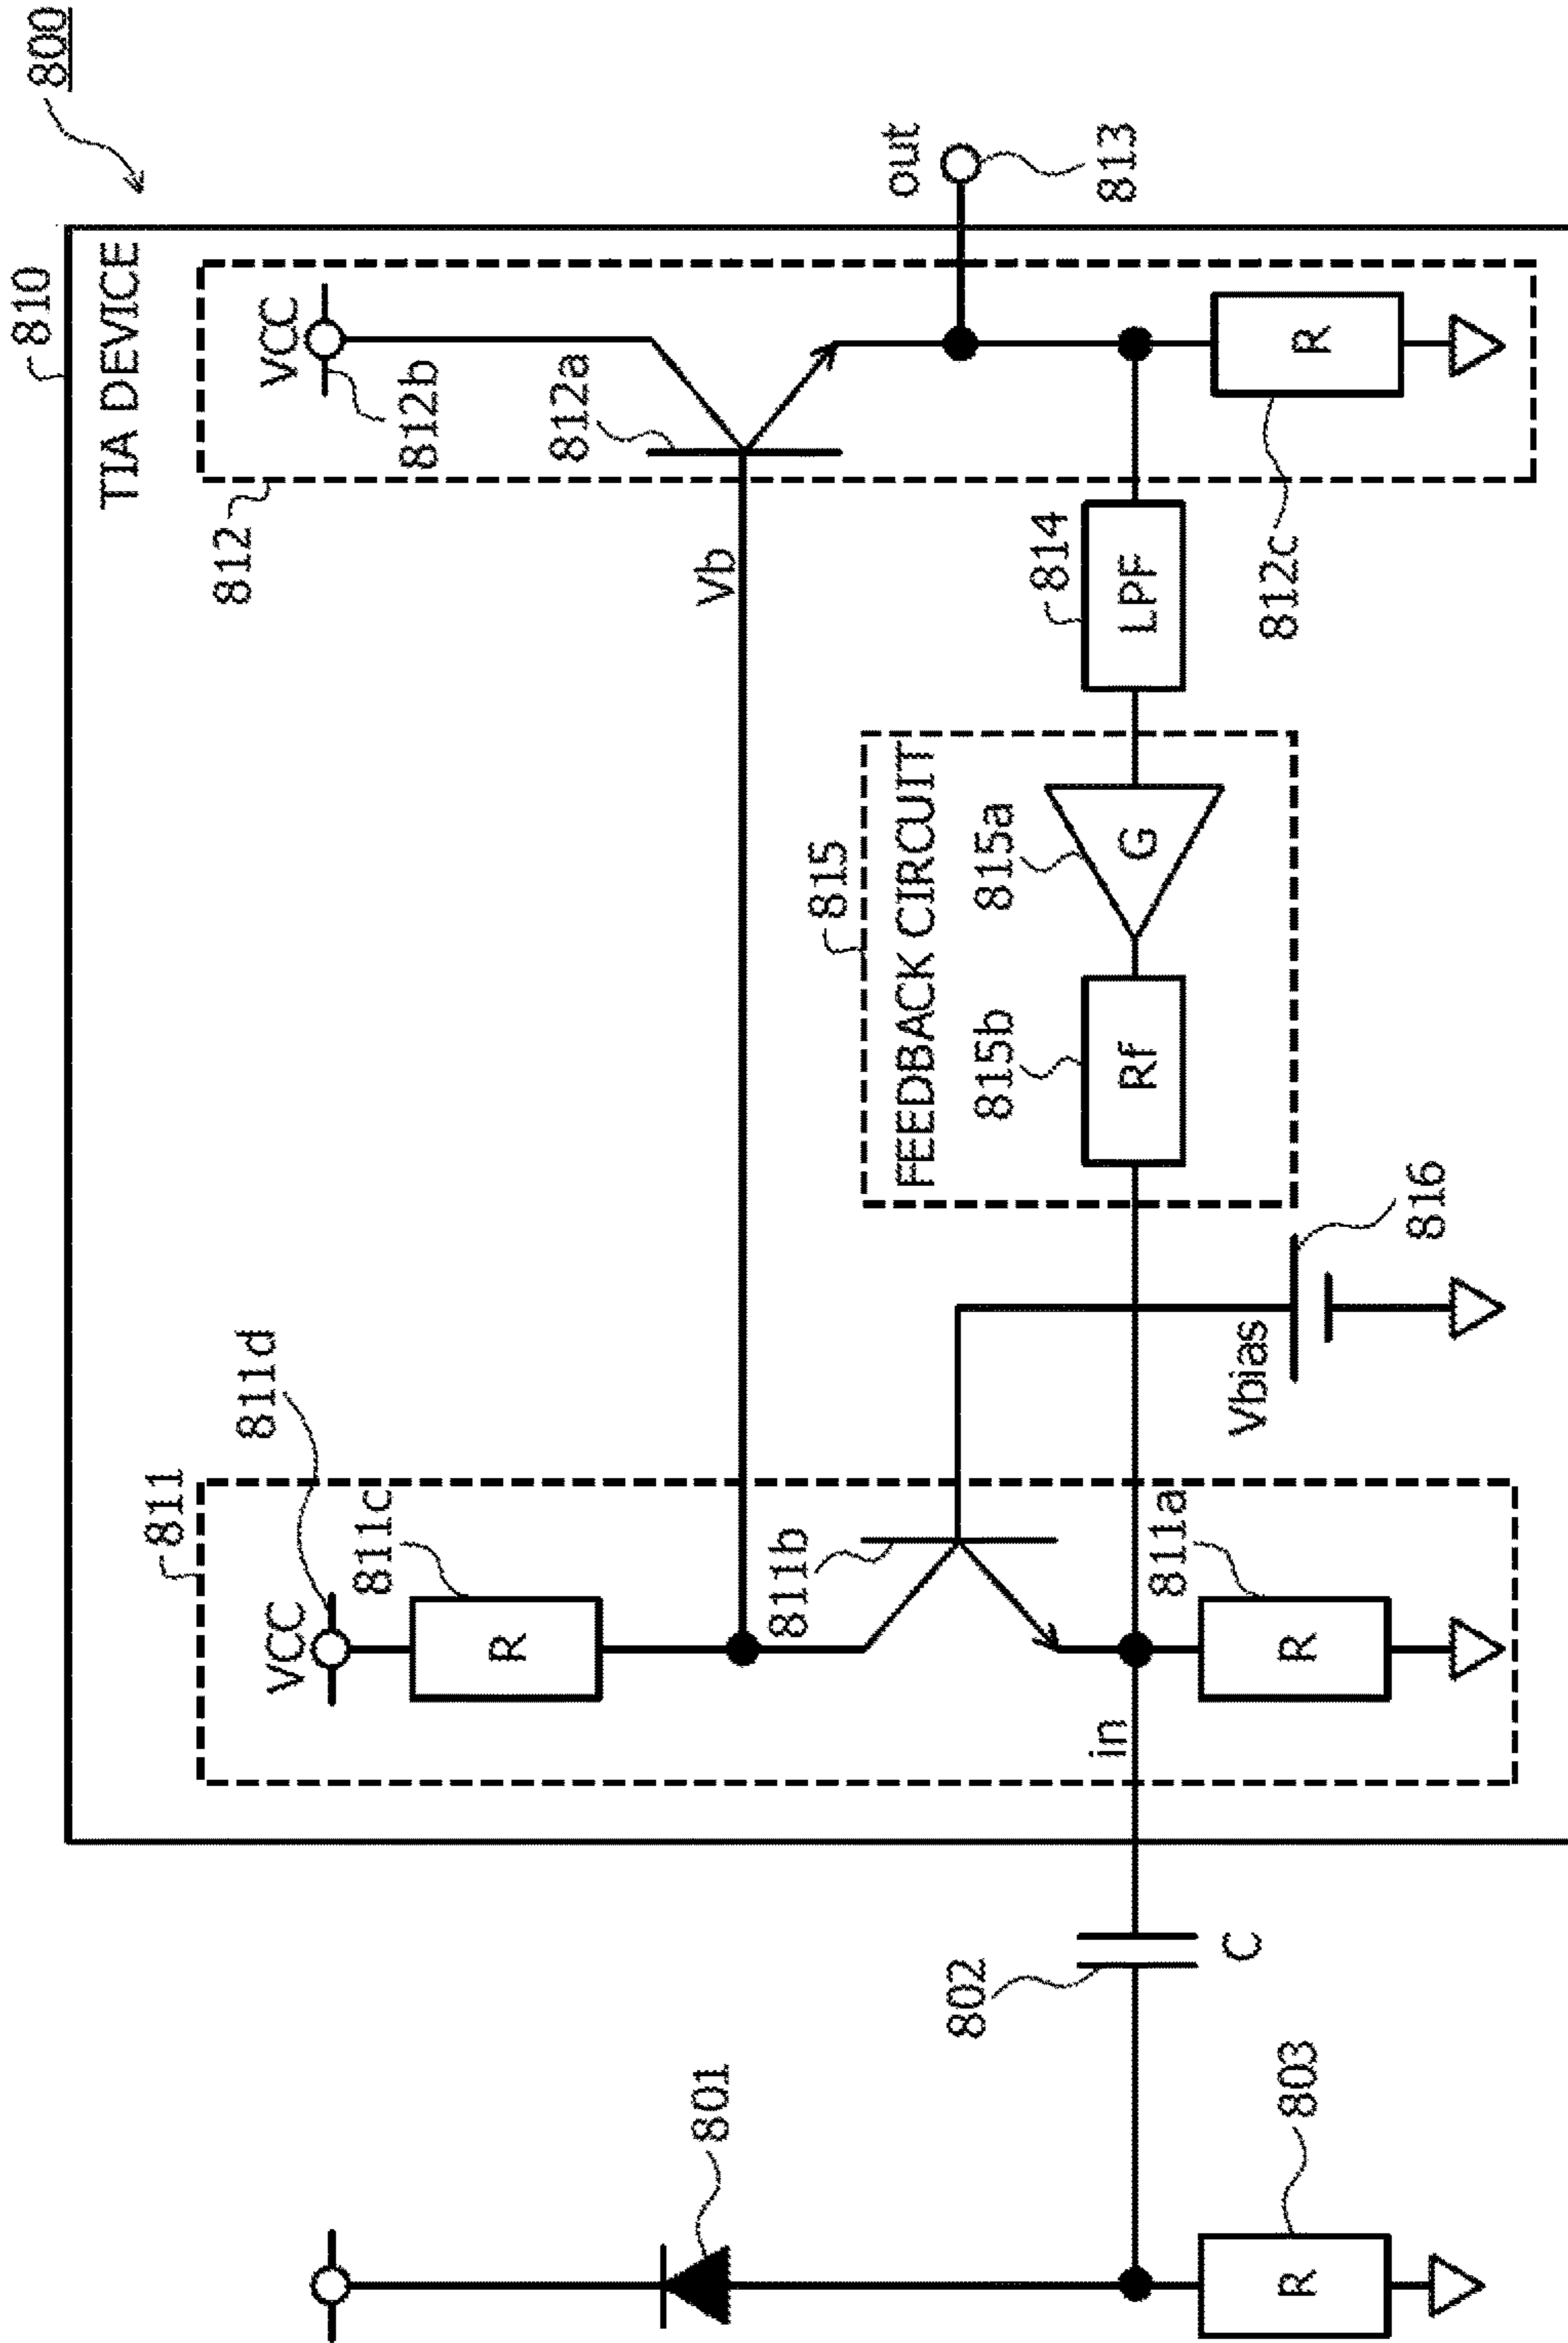 800
810
TIA DEVICE
811
VCC
811d
811c
R
811b
in
811a
R
Vb
Vbias
816
815
FEEDBACK CIRCUIT
815b
Rf
815a
G
814
LPF
812
VCC
812b
812a
812c
R
out
813
801
802
C
803
R